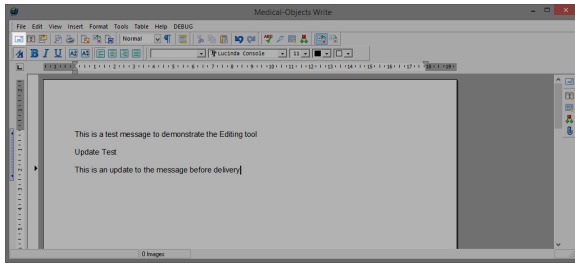 Medical-Objects Write
File Edit View Insert Format Tools Table Help DEBUG
Normal
B I U
Lucinda Console 11
This is a test message to demonstrate the Editing tool
Update Test
This is an update to the message before delivery
0 Images